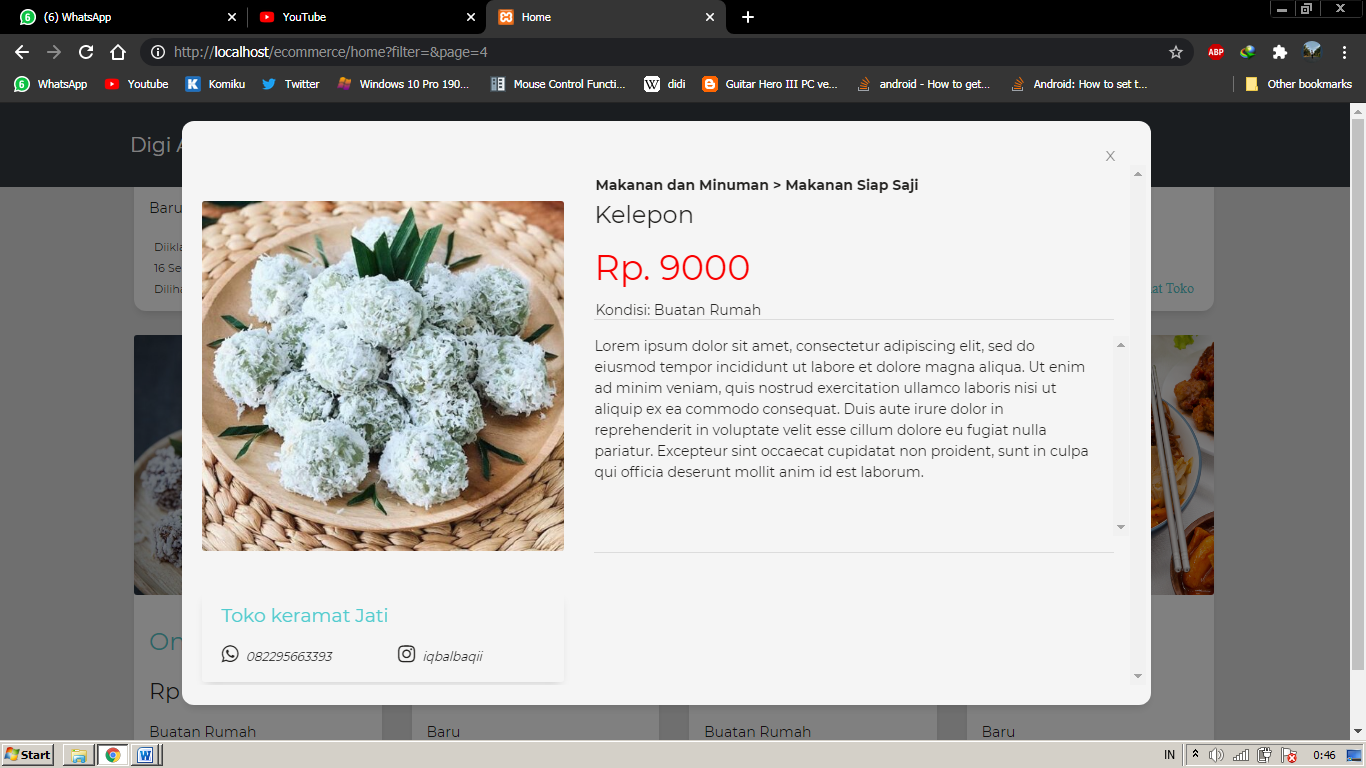 (6) WhatsApp
YouTube
Home
http://localhost/ecommerce/home?filter=&page=4
ABP
6 WhatsApp
Youtube
K Komiku
Twitter
Windows 10 Pro 190...
Mouse Control Functi...
W didi
Guitar Hero III PC ve...
android - How to get...
Android: How to set t...
Other bookmarks
Digi
X
Makanan dan Minuman > Makanan Siap Saji
Kelepon
Rp. 9000
Kondisi: Buatan Rumah
Lorem ipsum dolor sit amet, consectetur adipiscing elit, sed do
eiusmod tempor incididunt ut labore et dolore magna aliqua. Ut enim
ad minim veniam, quis nostrud exercitation ullamco laboris nisi ut
aliquip ex ea commodo consequat. Duis aute irure dolor in
reprehenderit in voluptate velit esse cillum dolore eu fugiat nulla
pariatur. Excepteur sint occaecat cupidatat non proident, sunt in culpa
qui officia deserunt mollit anim id est laborum.
Toko keramat Jati
082295663393
iqbalbaqii
Baru
16 Se
Toko
Rp
Buatan Rumah
Baru
Buatan Rumah
Baru
Start
W
IN
0:46